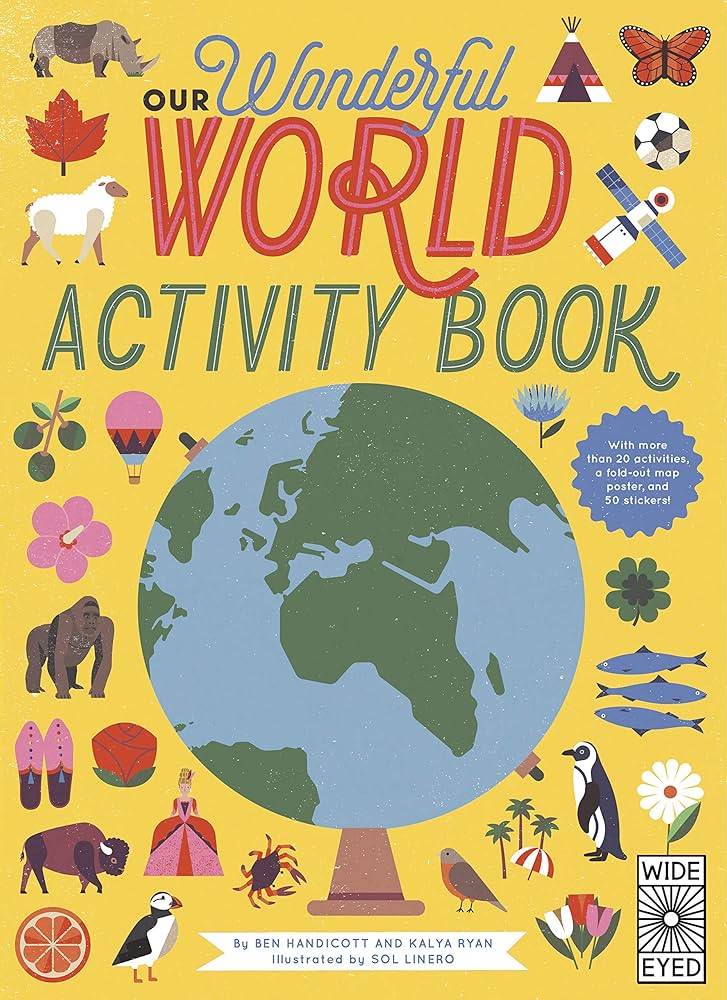 OUR Wonderful
WORLD
ACTIVITY BOOK
With more
than 20 activities,
a fold-out map
poster, and
50 stickers!
By BEN HANDICOTT AND KALYA RYAN
Illustrated by SOL LINERO
WIDE
EYED